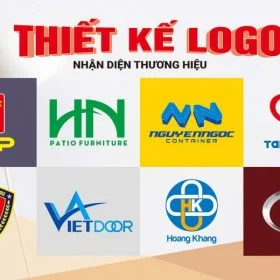 THIẾT KẾ LOGO
NHẬN DIỆN THƯƠNG HIỆU
HN
PATIO FURNITURE
NN
NGUYENNGOC
CONTAINER
VIETDOOR
HK
Hoang Khang